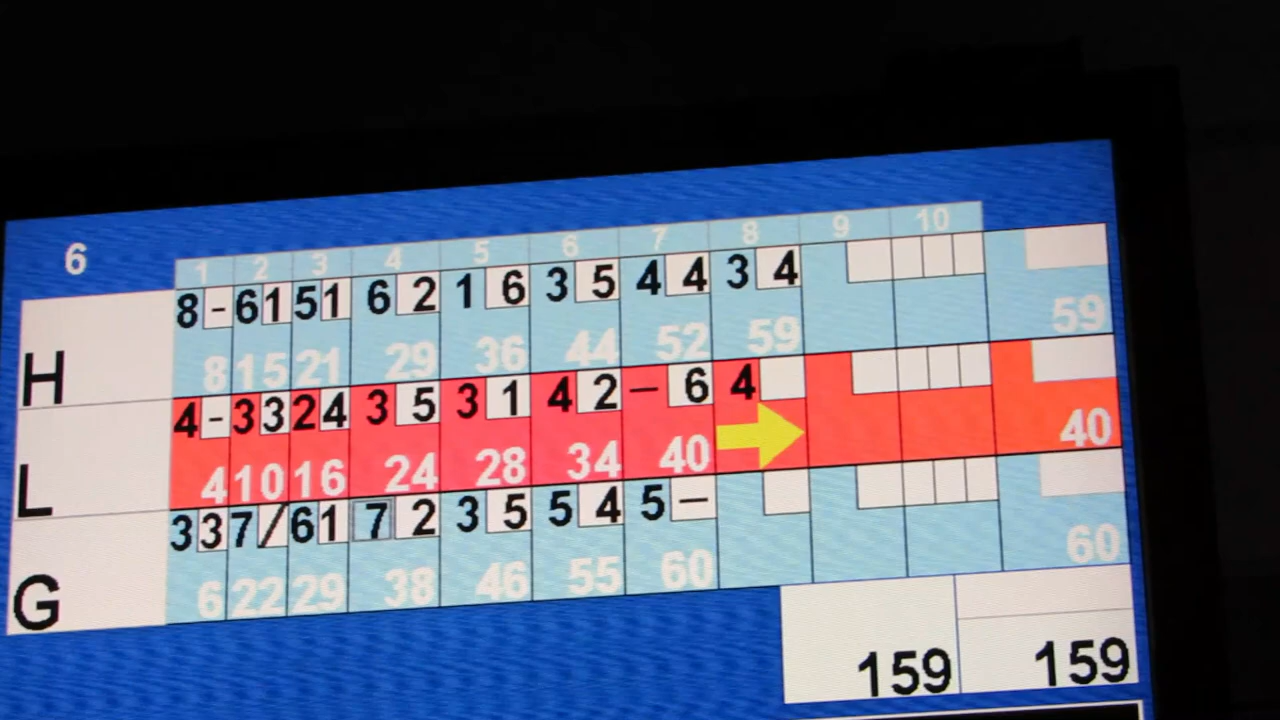 6
1 2 3 4 5 6 7 8 9 10
8 - 6 1 5 1 6 2 1 6 3 5 4 4 3 4
H 8 15 21 29 36 44 52 59 59
4 - 3 3 2 4 3 5 3 1 4 2 - 6 4
L 4 10 16 24 28 34 40 40
3 3 7 / 6 1 7 2 3 5 5 4 5 -
G 6 22 29 38 46 55 60 60
159 159